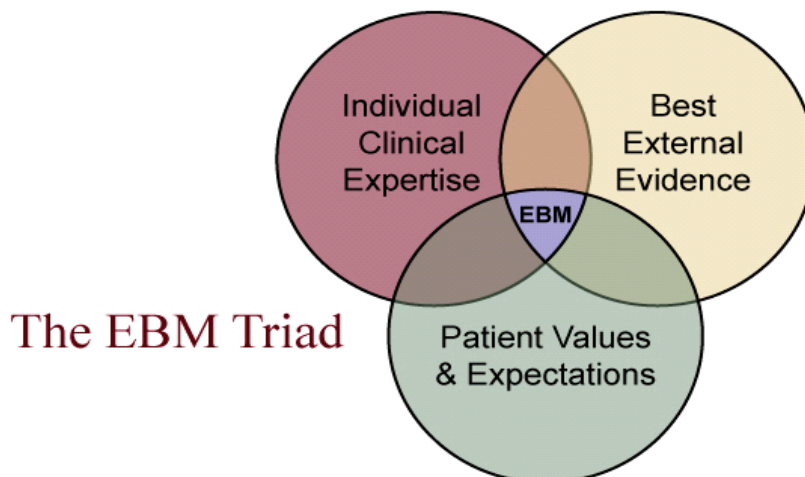 Individual
Clinical
Expertise
Best
External
Evidence
EBM
The EBM Triad
Patient Values
& Expectations